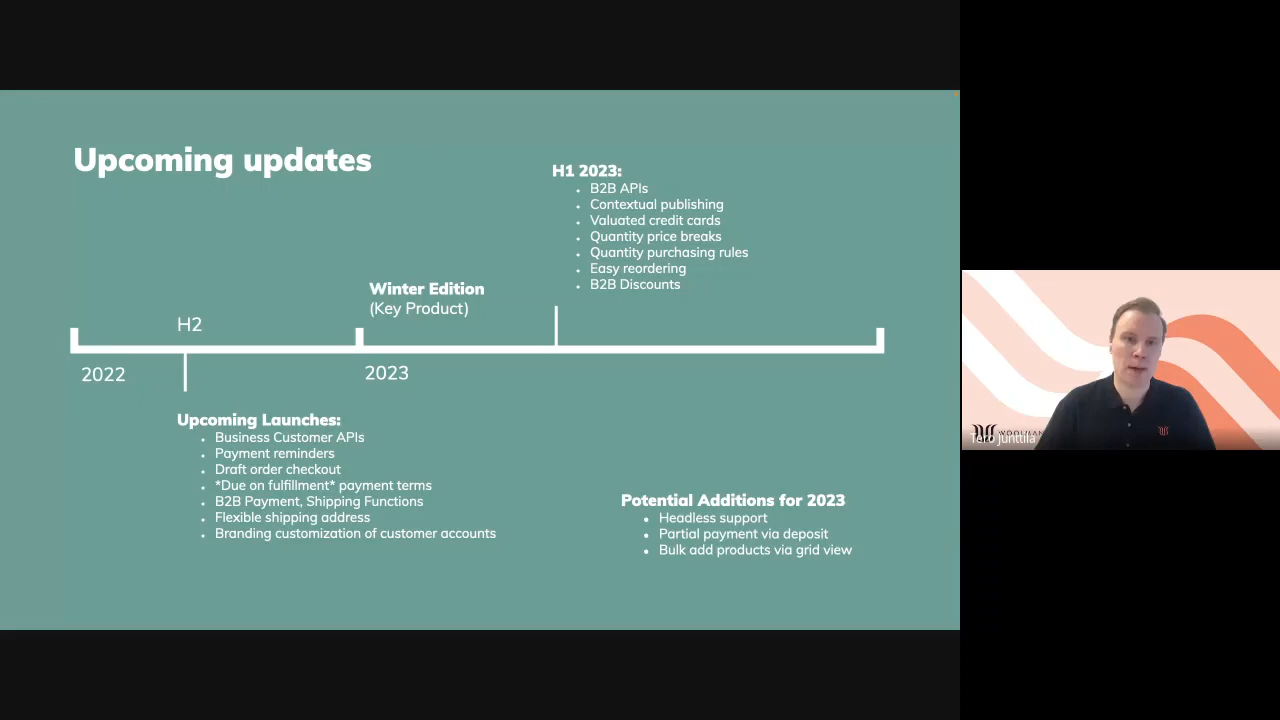 Upcoming updates
H1 2023:
B2B APIs
Contextual publishing
Valuated credit cards
Quantity price breaks
Quantity purchasing rules
Easy reordering
B2B Discounts
Winter Edition
(Key Product)
H2
2022
2023
Upcoming Launches:
Business Customer APIs
Payment reminders
Draft order checkout
*Due on fulfillment* payment terms
B2B Payment, Shipping Functions
Flexible shipping address
Branding customization of customer accounts
Potential Additions for 2023
Headless support
Partial payment via deposit
Bulk add products via grid view
Tero Junttila